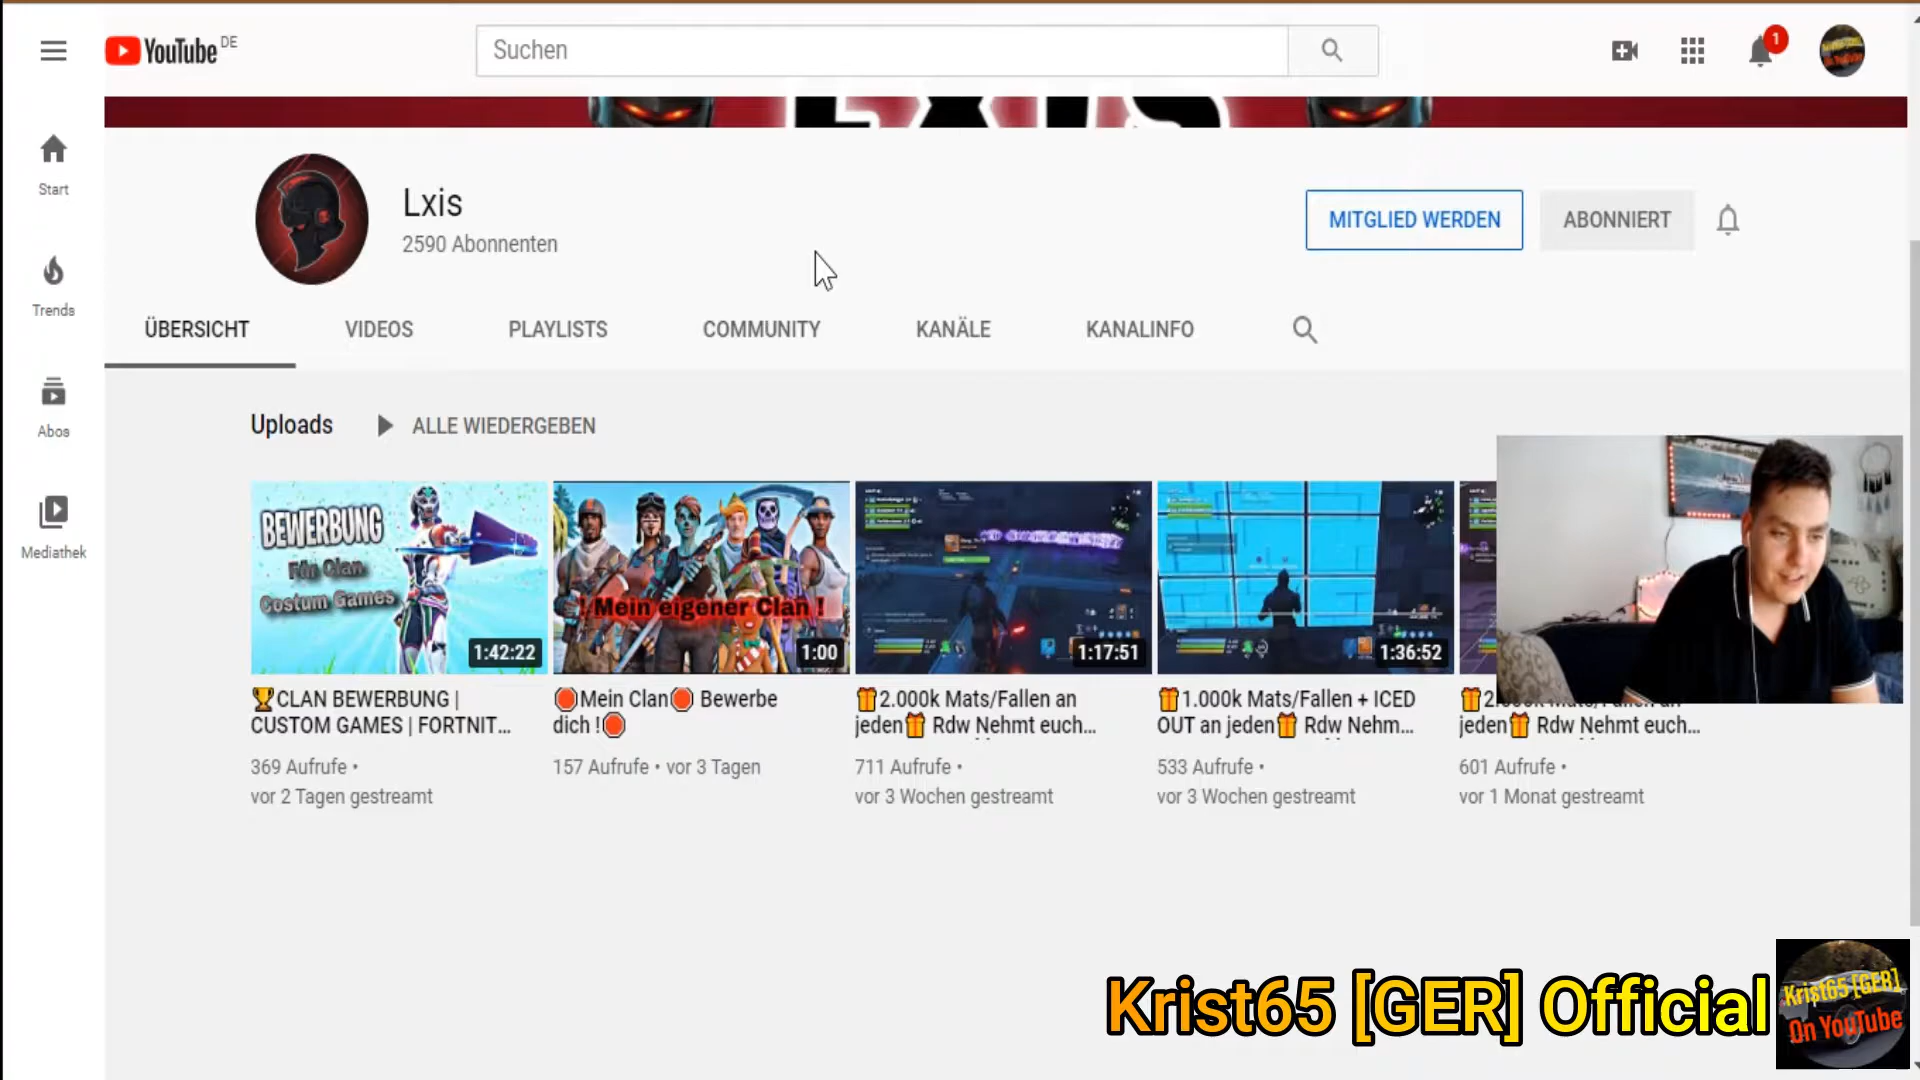 YouTube DE
Suchen
1
Start
Trends
Abos
Mediathek
Lxis
2590 Abonnenten
MITGLIED WERDEN
ABONNIERT
ÜBERSICHT
VIDEOS
PLAYLISTS
COMMUNITY
KANÄLE
KANALINFO
Uploads
ALLE WIEDERGEBEN
BEWERBUNG
Für Clan
Costum Games
1:42:22
🏆CLAN BEWERBUNG |
CUSTOM GAMES | FORTNIT...
369 Aufrufe •
vor 2 Tagen gestreamt
! Mein eigener Clan !
1:00
🛑Mein Clan🛑 Bewerbe
dich !🛑
157 Aufrufe • vor 3 Tagen
1:17:51
🎁2.000k Mats/Fallen an
jeden🎁 Rdw Nehmt euch...
711 Aufrufe •
vor 3 Wochen gestreamt
1:36:52
🎁1.000k Mats/Fallen + ICED
OUT an jeden🎁 Rdw Nehm...
533 Aufrufe •
vor 3 Wochen gestreamt
jeden🎁 Rdw Nehmt euch...
601 Aufrufe •
vor 1 Monat gestreamt
Krist65 [GER] Official
Krist65 [GER]
On YouTube